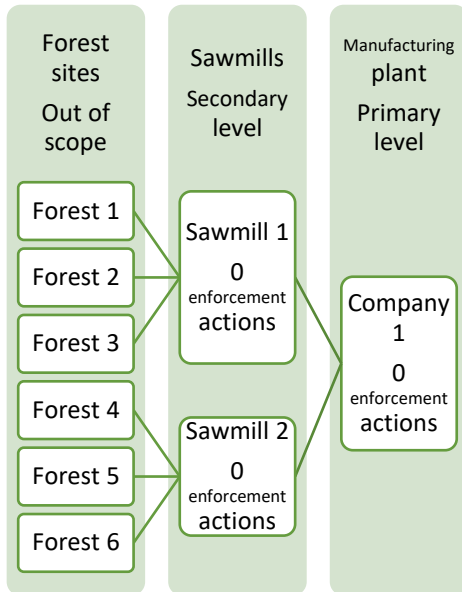 Forest
sites
Out of
scope
Forest 1
Forest 2
Forest 3
Forest 4
Forest 5
Forest 6
Sawmills
Secondary
level
Sawmill 1
0
enforcement
actions
Sawmill 2
0
enforcement
actions
Manufacturing
plant
Primary
level
Company
1
0
enforcement
actions